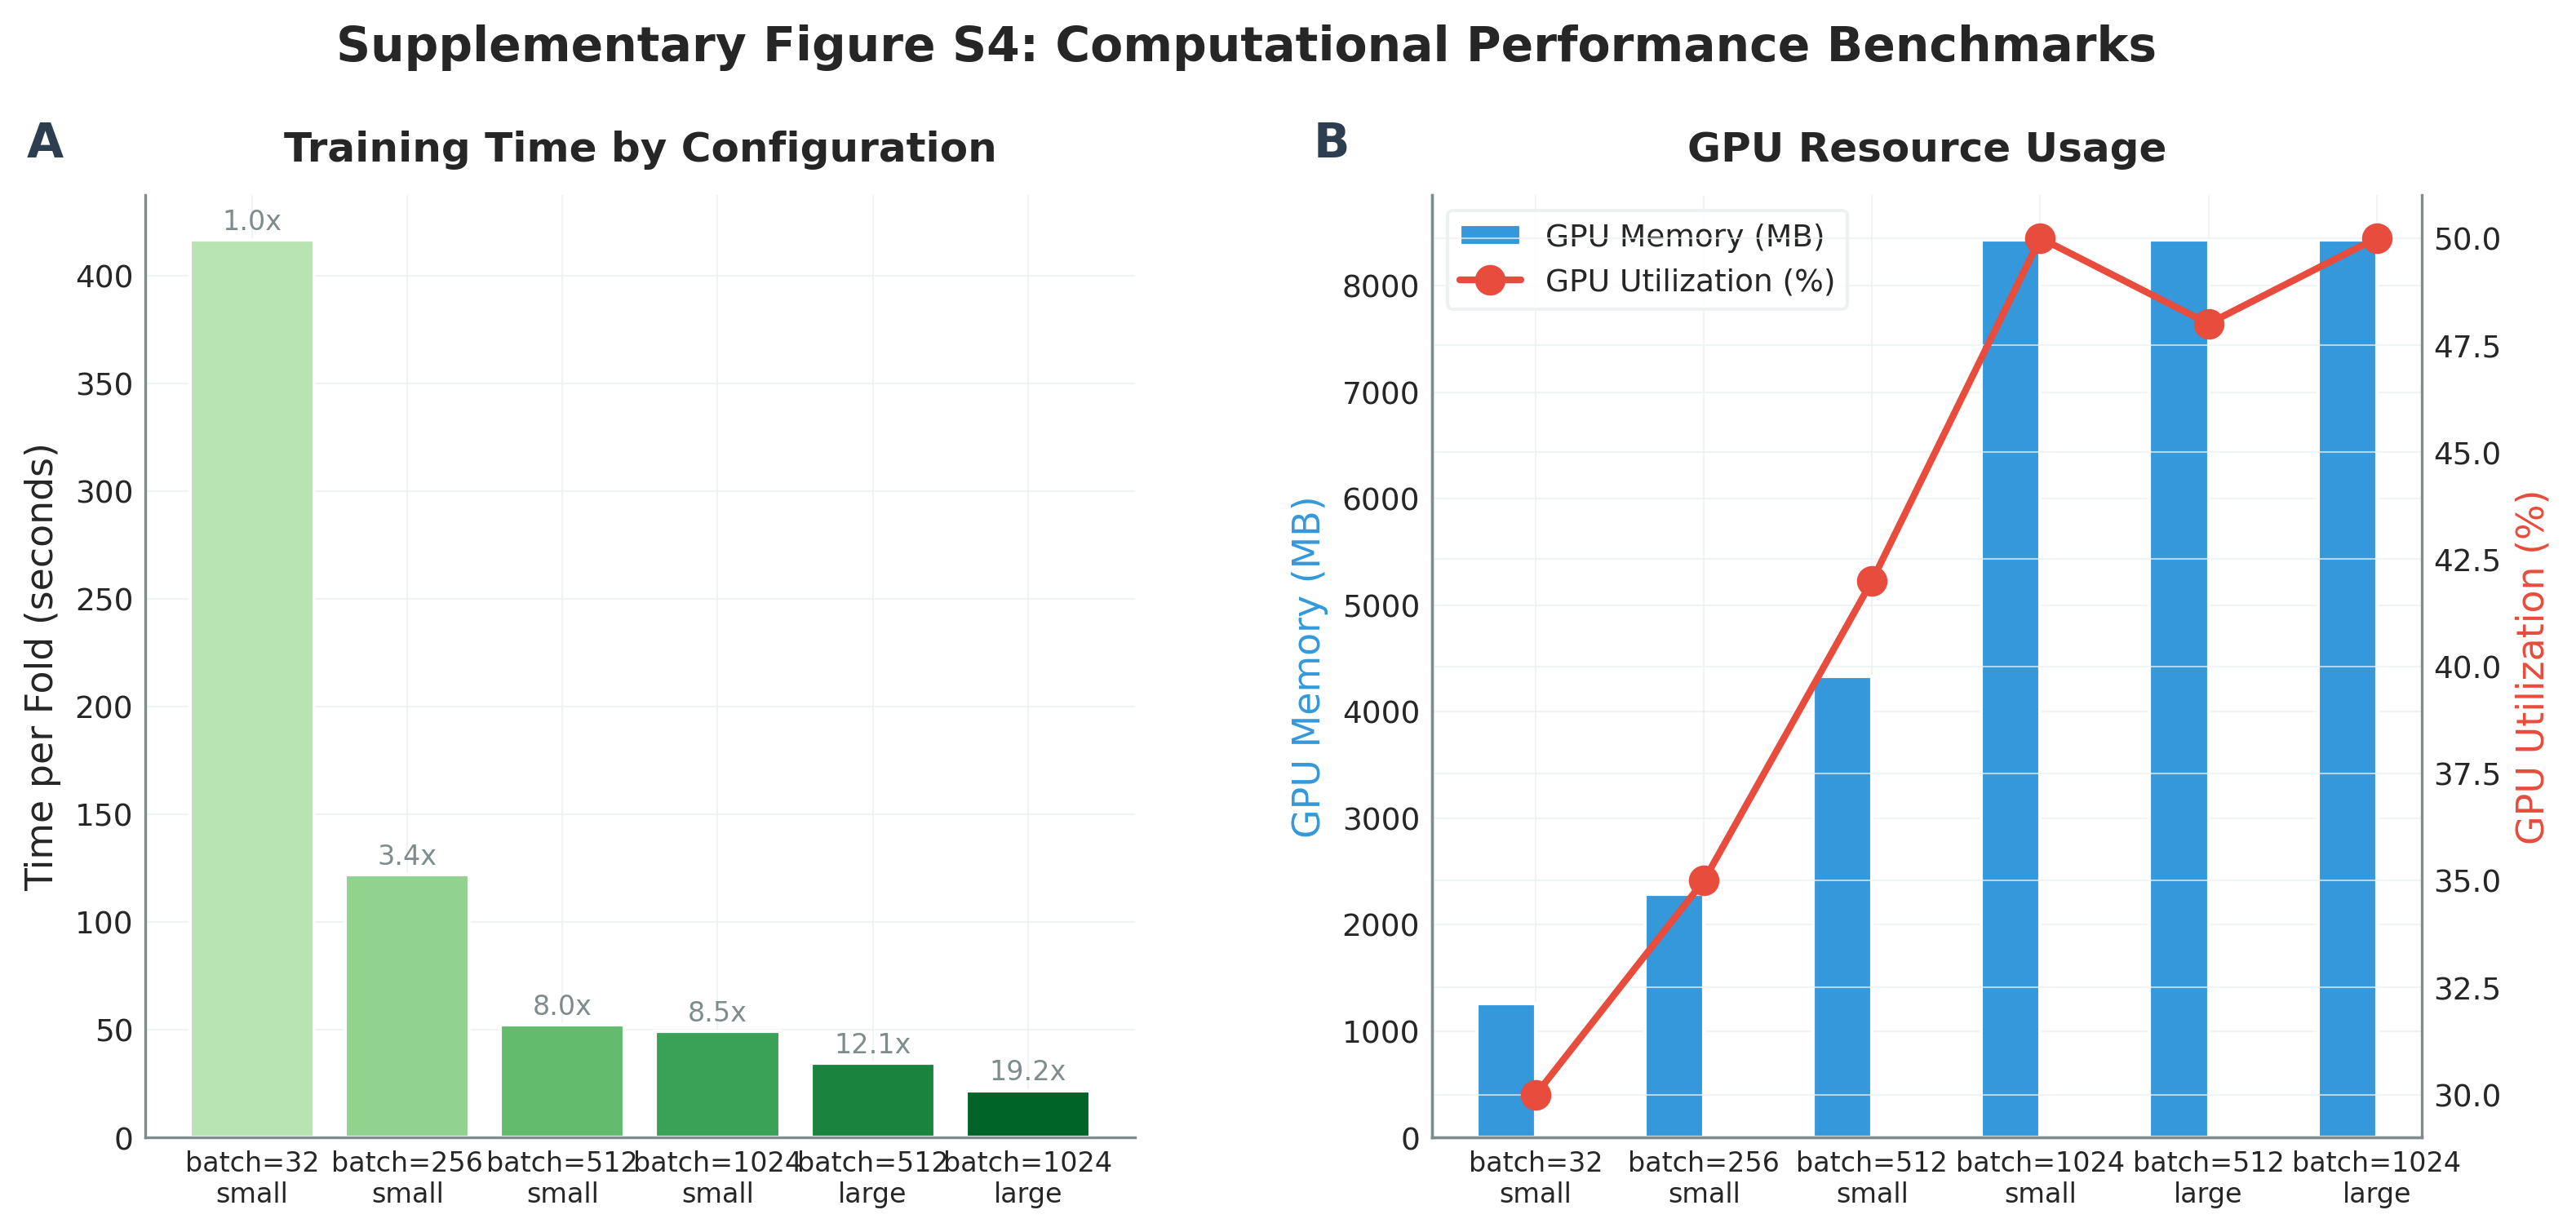 Supplementary Figure S4: Computational Performance Benchmarks
A
Training Time by Configuration
Time per Fold (seconds)
400
350
300
250
200
150
100
50
0
1.0x
3.4x
8.0x
8.5x
12.1x
19.2x
batch=32 batch=256 batch=512 batch=1024 batch=512 batch=1024
small small small small large large
B
GPU Resource Usage
GPU Memory (MB)
GPU Utilization (%)
GPU Memory (MB)
8000
7000
6000
5000
4000
3000
2000
1000
0
50.0
47.5
45.0
42.5
40.0
37.5
35.0
32.5
30.0
GPU Utilization (%)
batch=32 batch=256 batch=512 batch=1024 batch=512 batch=1024
small small small small large large